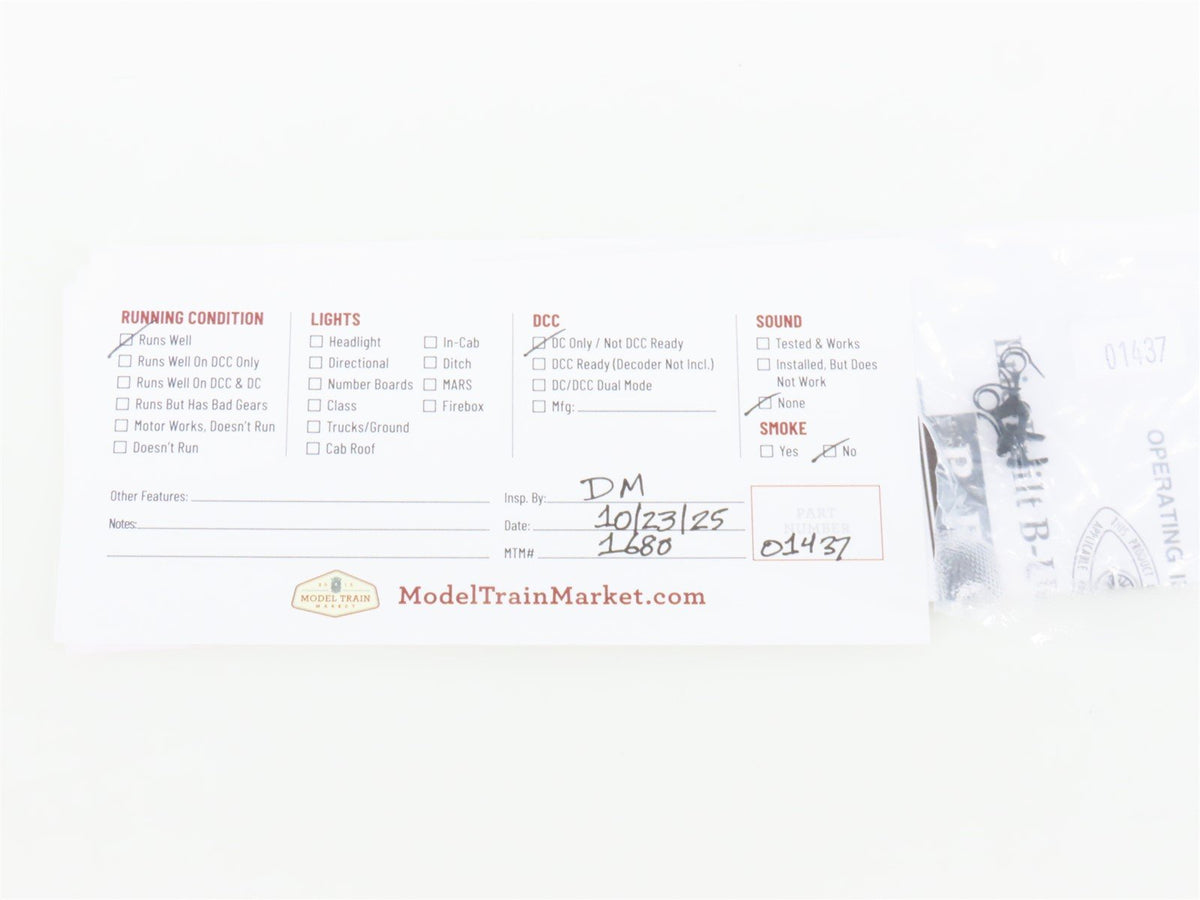 RUNNING CONDITION
Runs Well
Runs Well On DCC Only
Runs Well On DCC & DC
Runs But Has Bad Gears
Motor Works, Doesn't Run
Doesn't Run
LIGHTS
Headlight
Directional
Number Boards
Class
Trucks/Ground
Cab Roof
In-Cab
Ditch
MARS
Firebox
DCC
DC Only / Not DCC Ready
DCC Ready (Decoder Not Incl.)
DC/DCC Dual Mode
Mfg:
SOUND
Tested & Works
Installed, But Does
Not Work
None
SMOKE
Yes No
Other Features:
Notes:
Insp. By: DM
Date: 10/23/25
MTM# 1680
PART
NUMBER
01437
MODEL TRAIN
MARKET
ModelTrainMarket.com
01437
OPERATING